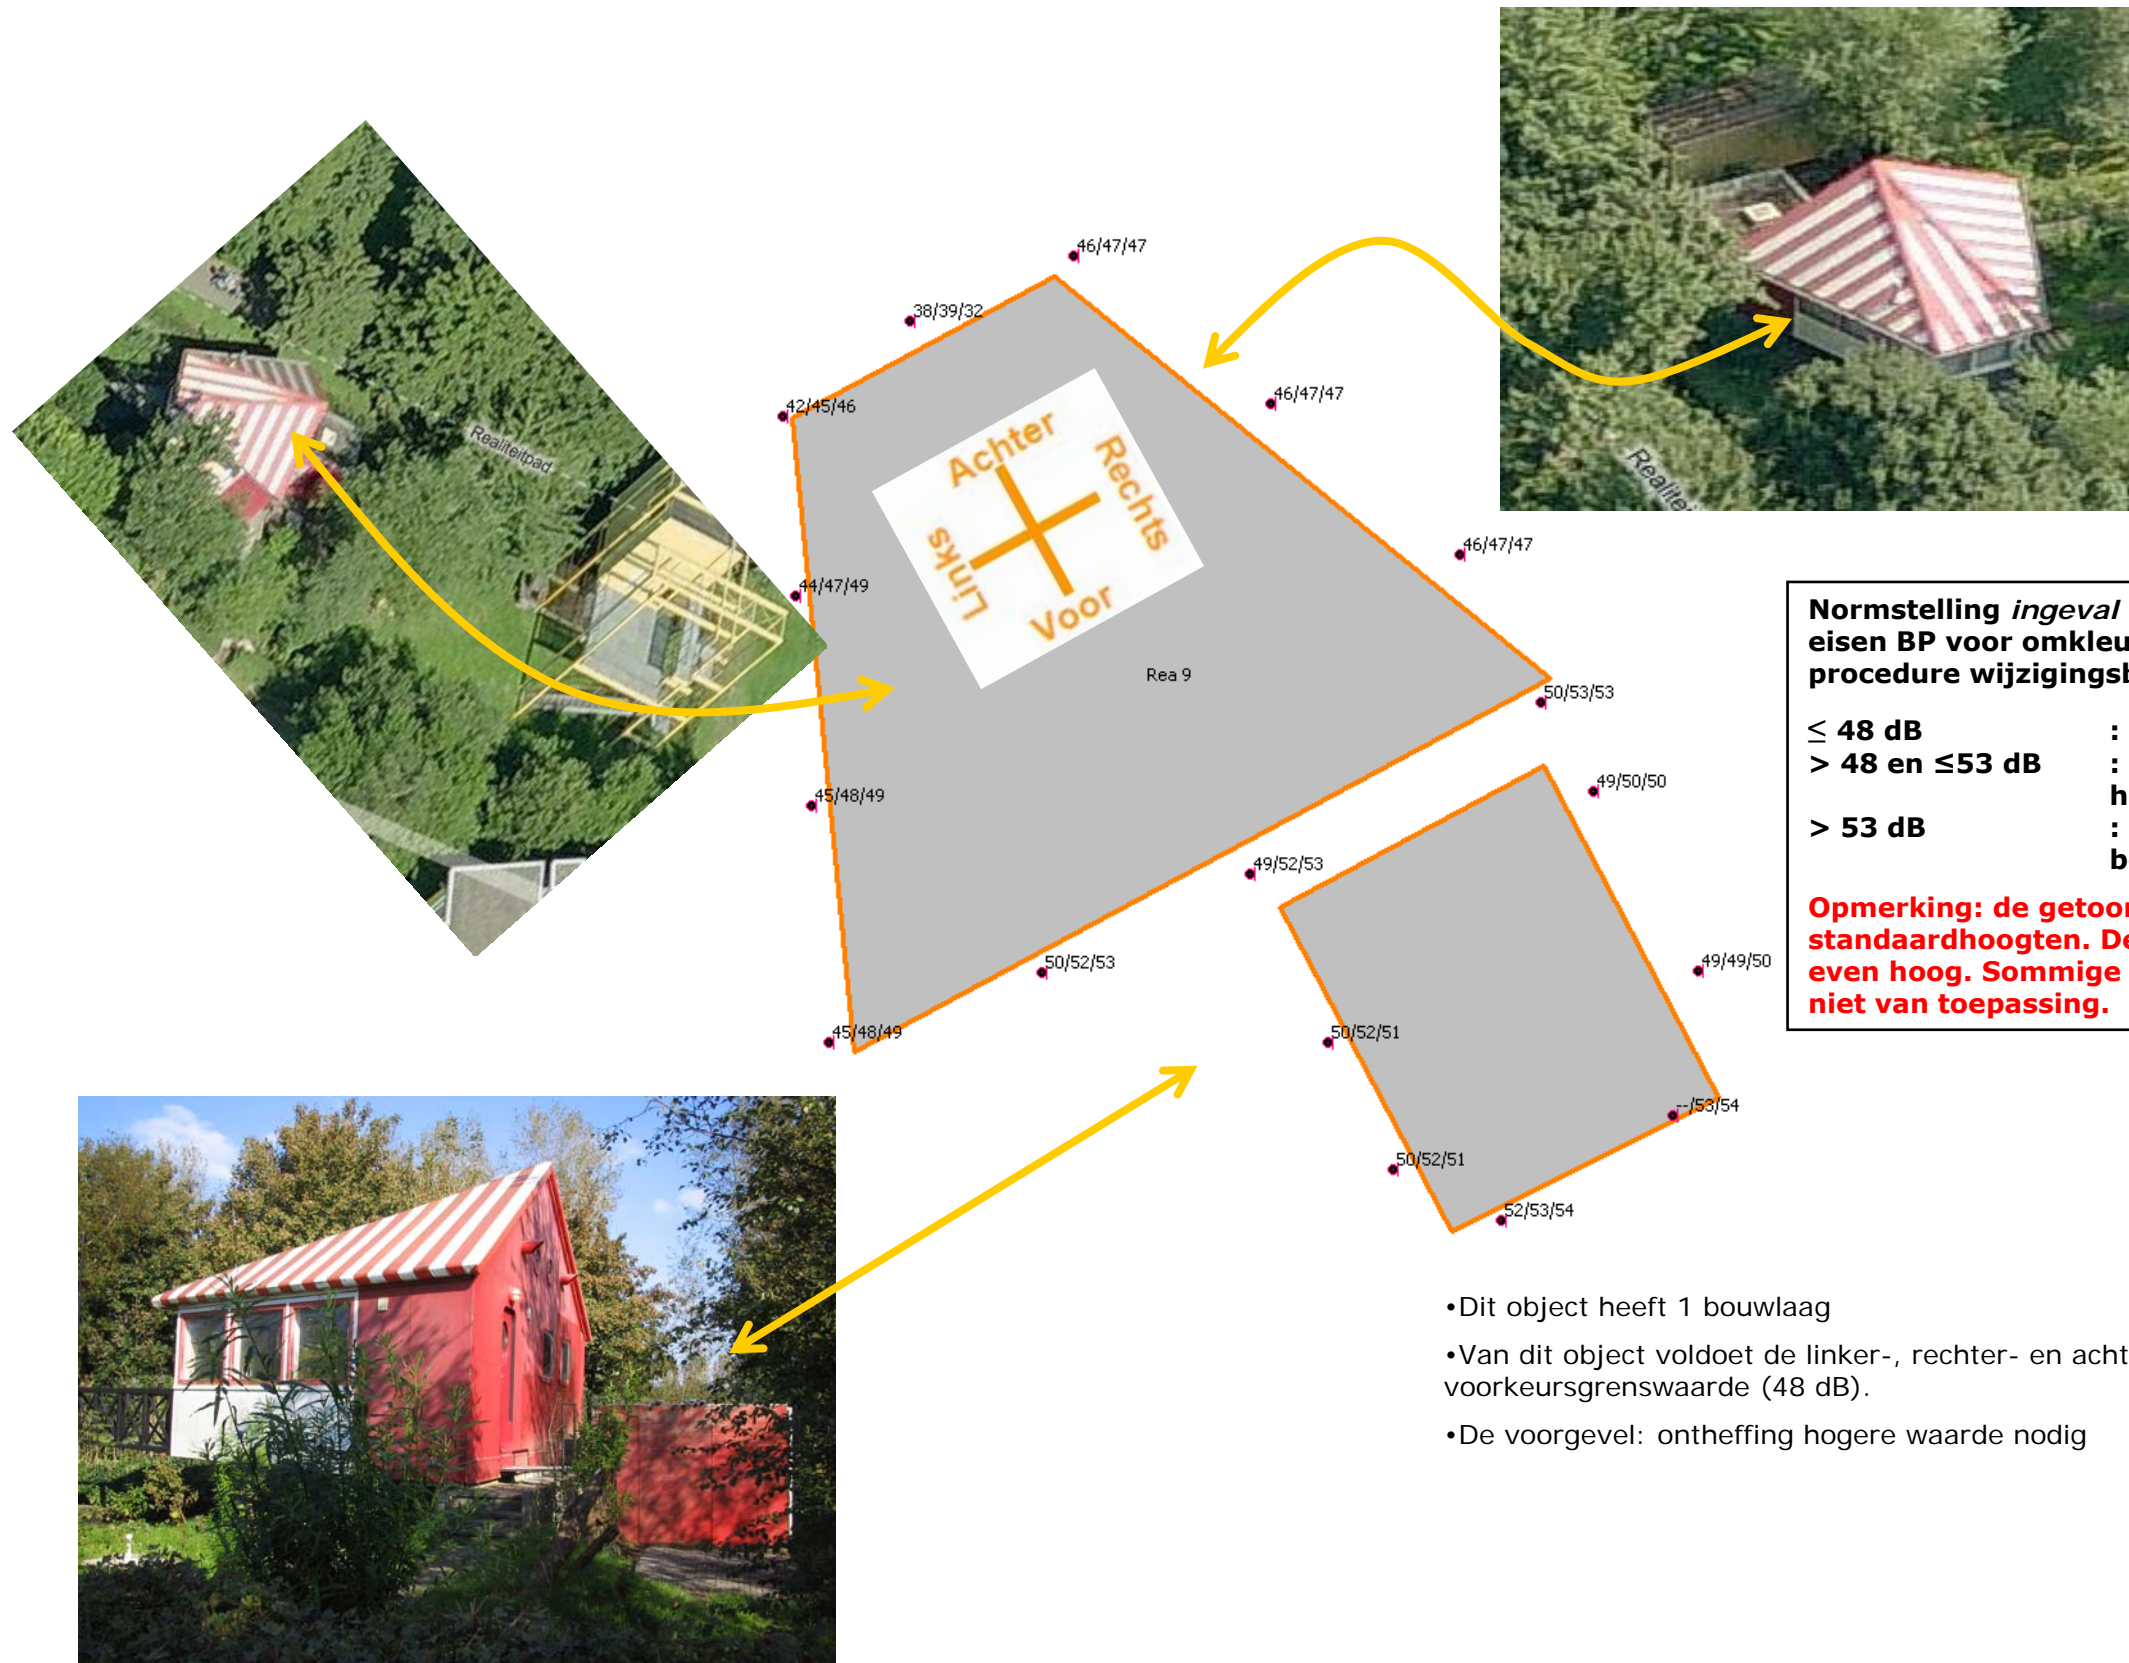 46/47/47
38/39/32
42/45/46
46/47/47
Achter
Rechts
Links
Voor
Realiteitpad
46/47/47
44/47/49
Rea 9
50/53/53
45/48/49
49/50/50
49/52/53
50/52/53
49/49/50
45/48/49
50/52/51
--/53/54
50/52/51
52/53/54
Normstelling ingeval
eisen BP voor omkleu
procedure wijzigingsb
≤ 48 dB :
> 48 en ≤53 dB :
h
> 53 dB :
be
Opmerking: de getoon
standaardhoogten. De
even hoog. Sommige
niet van toepassing.
•Dit object heeft 1 bouwlaag
•Van dit object voldoet de linker-, rechter- en acht
voorkeursgrenswaarde (48 dB).
•De voorgevel: ontheffing hogere waarde nodig